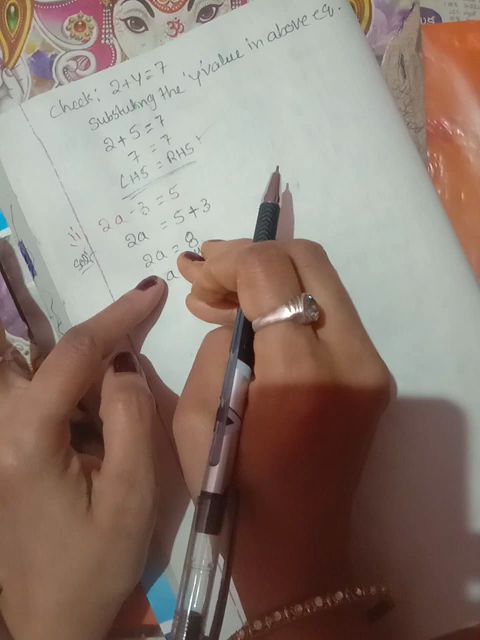 Check: 2+y=7
Substuting the 'y' value in above eq.
2+5=7
7 = 7
LHS = RHS ✓
ii)
2a-3=5
Sol:
2a = 5+3
2a = 8
a